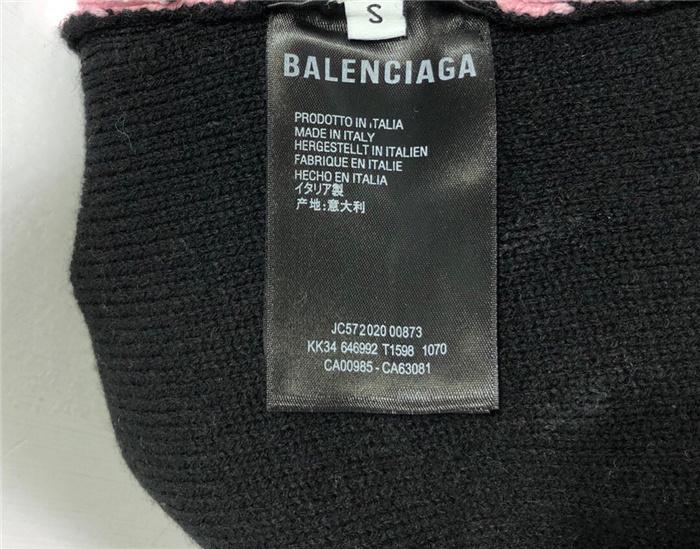 S
BALENCIAGA
PRODOTTO IN ITALIA
MADE IN ITALY
HERGESTELLT IN ITALIEN
FABRIQUE EN ITALIE
HECHO EN ITALIA
イタリア製
产地:意大利
JC572020 00873
KK34 646992 T1598 1070
CA00985-CA63081